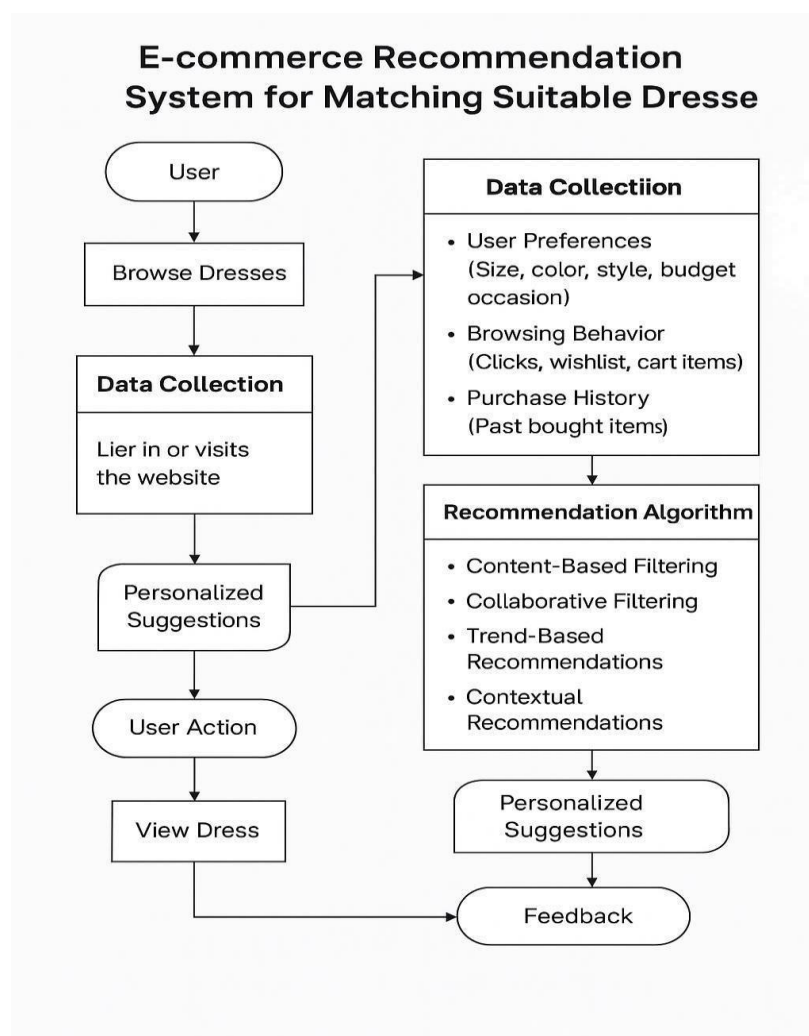 E-commerce Recommendation
System for Matching Suitable Dresse
User
Browse Dresses
Data Collection
Lier in or visits
the website
Personalized
Suggestions
User Action
View Dress
Data Collectiion
• User Preferences
(Size, color, style, budget
occasion)
• Browsing Behavior
(Clicks, wishlist, cart items)
• Purchase History
(Past bought items)
Recommendation Algorithm
• Content-Based Filtering
• Collaborative Filtering
• Trend-Based
Recommendations
• Contextual
Recommendations
Personalized
Suggestions
Feedback